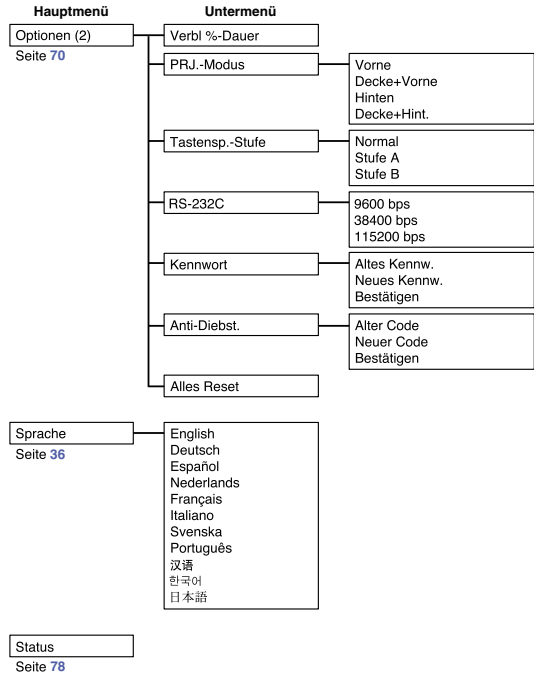 Hauptmenü
Untermenü
Optionen (2)
Seite 70
Verbl %-Dauer
PRJ.-Modus
Vorne
Decke+Vorne
Hinten
Decke+Hint.
Tastensp.-Stufe
Normal
Stufe A
Stufe B
RS-232C
9600 bps
38400 bps
115200 bps
Kennwort
Altes Kennw.
Neues Kennw.
Bestätigen
Anti-Diebst.
Alter Code
Neuer Code
Bestätigen
Alles Reset
Sprache
Seite 36
English
Deutsch
Español
Nederlands
Français
Italiano
Svenska
Português
汉语
한국어
日本語
Status
Seite 78